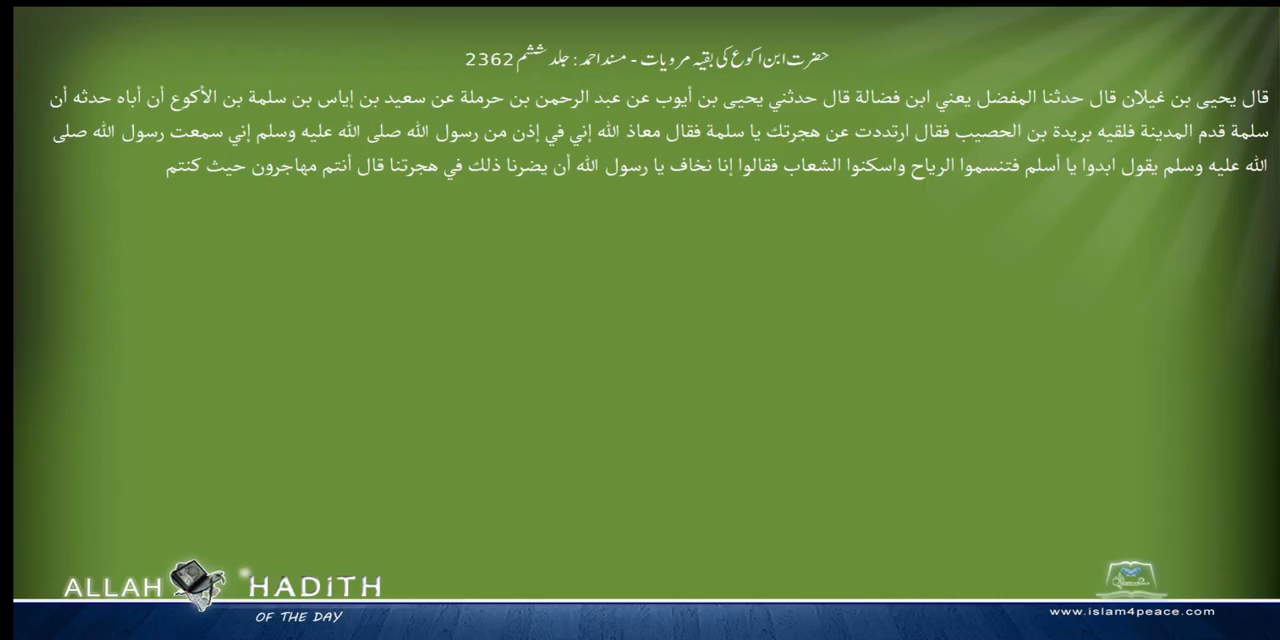 حضرت ابن اکوع کی بقیہ مرویات - مسند احمد : جلد ششم 2362
قال يحيى بن غيلان قال حدثنا المفضل يعني ابن فضالة قال حدثني يحيى بن أيوب عن عبد الرحمن بن حرملة عن سعيد بن إياس بن سلمة بن الأكوع أن أباه حدثه أن
سلمة قدم المدينة فلقيه بريدة بن الحصيب فقال ارتددت عن هجرتك يا سلمة فقال معاذ الله إني في إذن من رسول الله صلى الله عليه وسلم إني سمعت رسول الله صلى
الله عليه وسلم يقول ابدوا يا أسلم فتنسموا الرياح واسكنوا الشعاب فقالوا إنا نخاف يا رسول الله أن يضرنا ذلك في هجرتنا قال أنتم مهاجرون حيث كنتم
ALLAH HADITH
OF THE DAY
www.islam4peace.com